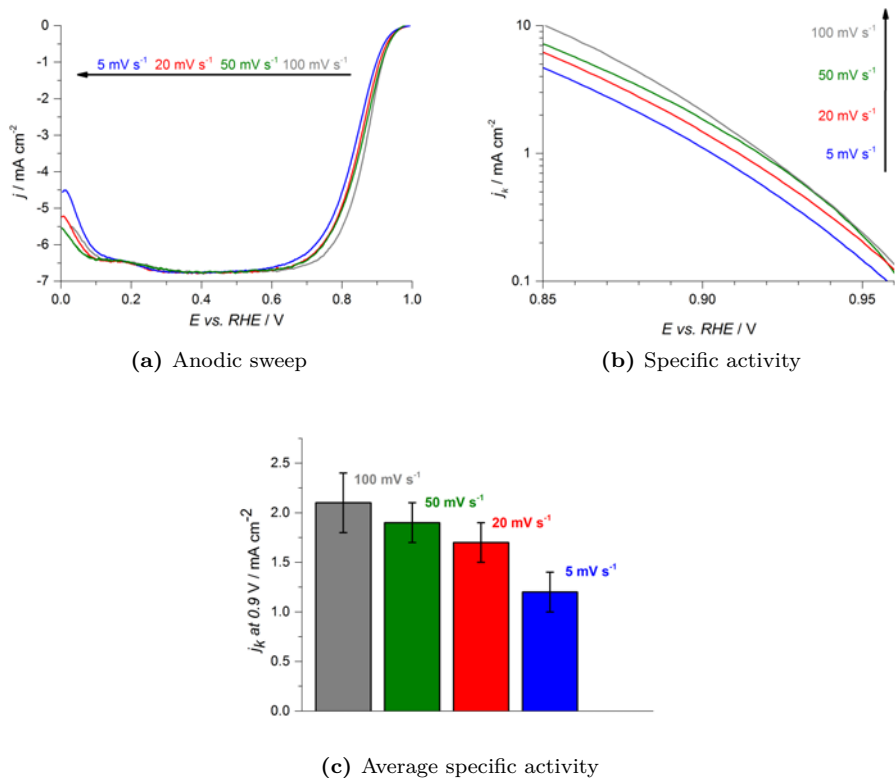 0
-1
-2
-3
-4
-5
-6
-7
j / mA cm⁻²
5 mV s⁻¹ 20 mV s⁻¹ 50 mV s⁻¹ 100 mV s⁻¹
0.0 0.2 0.4 0.6 0.8 1.0
E vs. RHE / V
(a) Anodic sweep
10
1
0.1
j_k / mA cm⁻²
100 mV s⁻¹
50 mV s⁻¹
20 mV s⁻¹
5 mV s⁻¹
0.85 0.90 0.95
E vs. RHE / V
(b) Specific activity
2.5
2.0
1.5
1.0
0.5
0.0
j_k at 0.9 V / mA cm-2
100 mV s⁻¹
50 mV s⁻¹
20 mV s⁻¹
5 mV s⁻¹
(c) Average specific activity